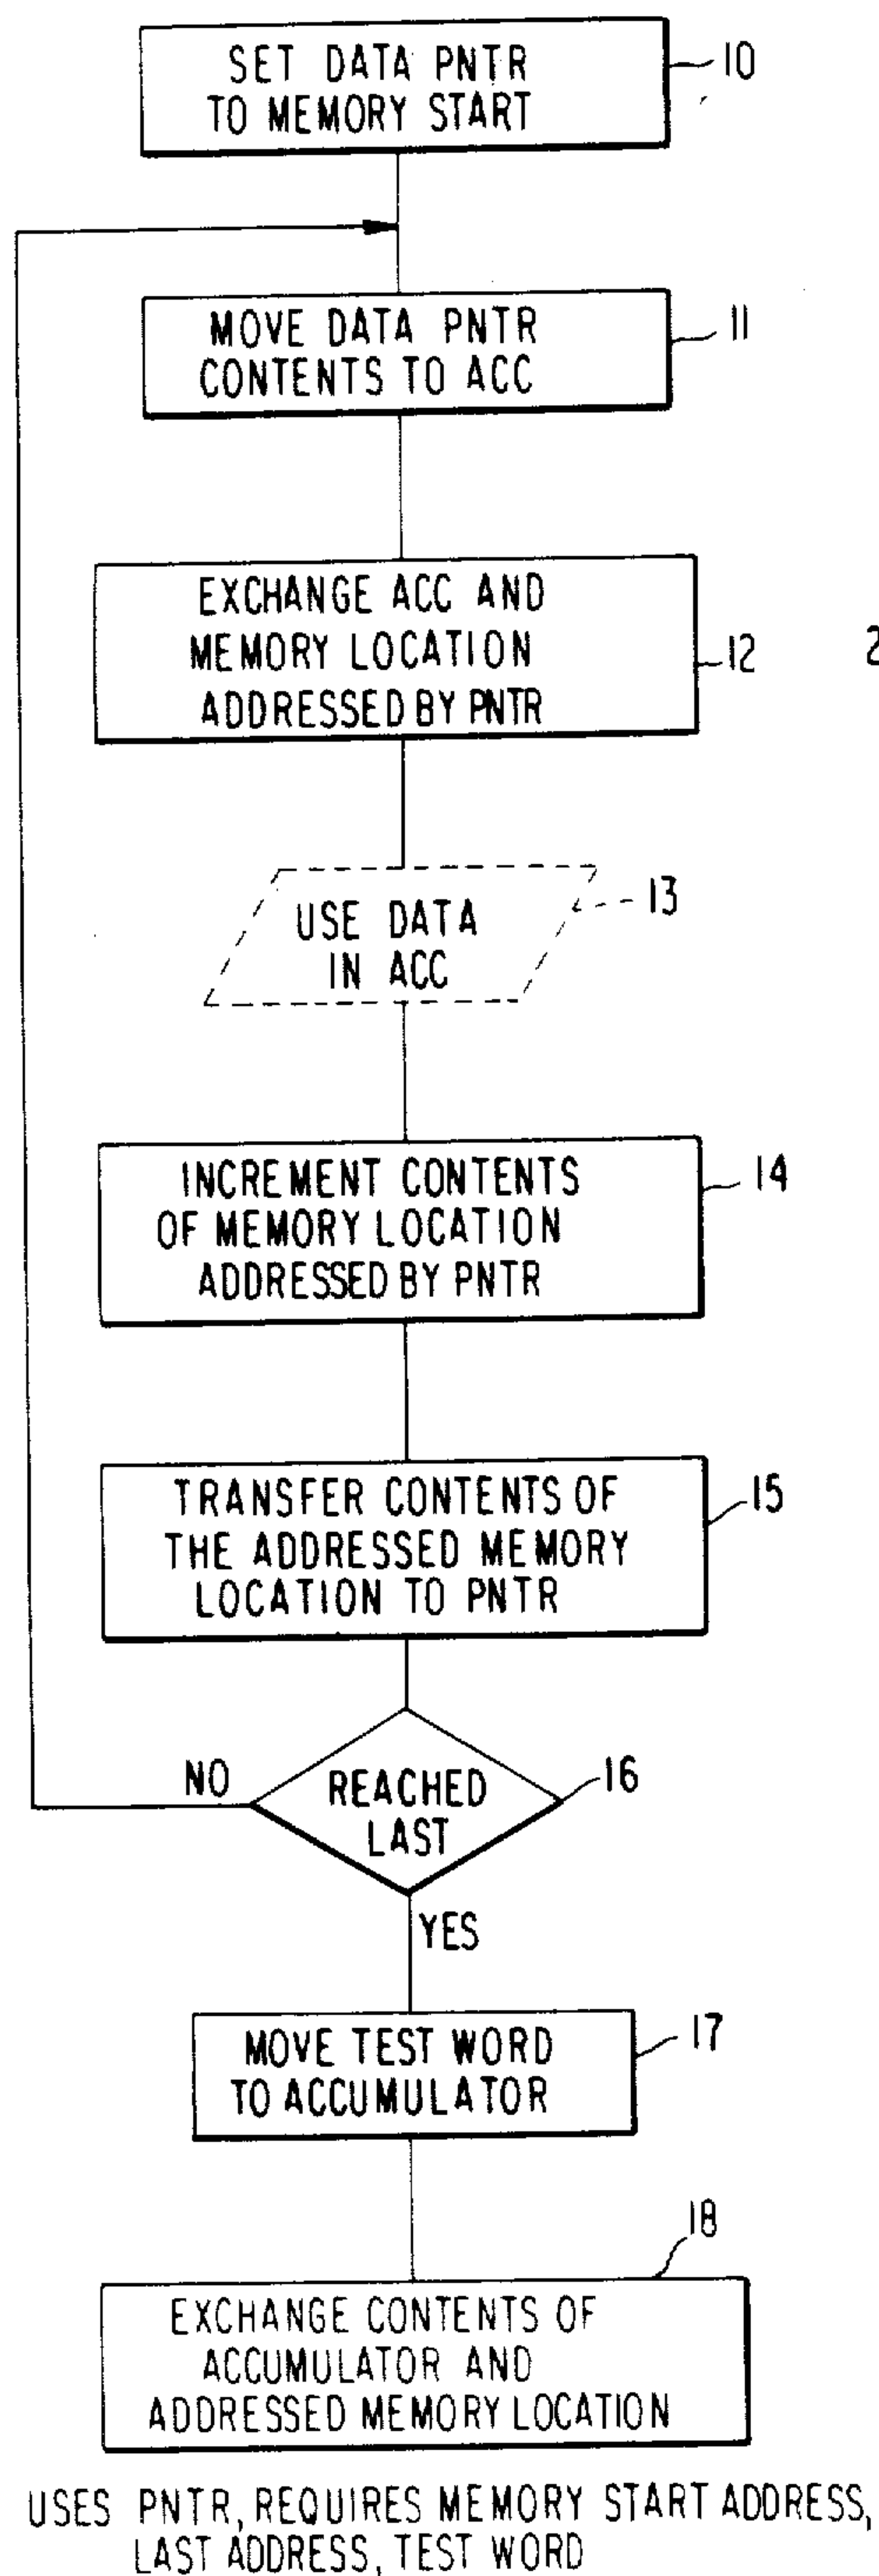 SET DATA PNTR
TO MEMORY START
10
MOVE DATA PNTR
CONTENTS TO ACC
11
EXCHANGE ACC AND
MEMORY LOCATION
ADDRESSED BY PNTR
12
2
USE DATA
IN ACC
13
INCREMENT CONTENTS
OF MEMORY LOCATION
ADDRESSED BY PNTR
14
TRANSFER CONTENTS OF
THE ADDRESSED MEMORY
LOCATION TO PNTR
15
NO
REACHED
LAST
16
YES
MOVE TEST WORD
TO ACCUMULATOR
17
18
EXCHANGE CONTENTS OF
ACCUMULATOR AND
ADDRESSED MEMORY LOCATION
USES PNTR, REQUIRES MEMORY START ADDRESS,
LAST ADDRESS, TEST WORD